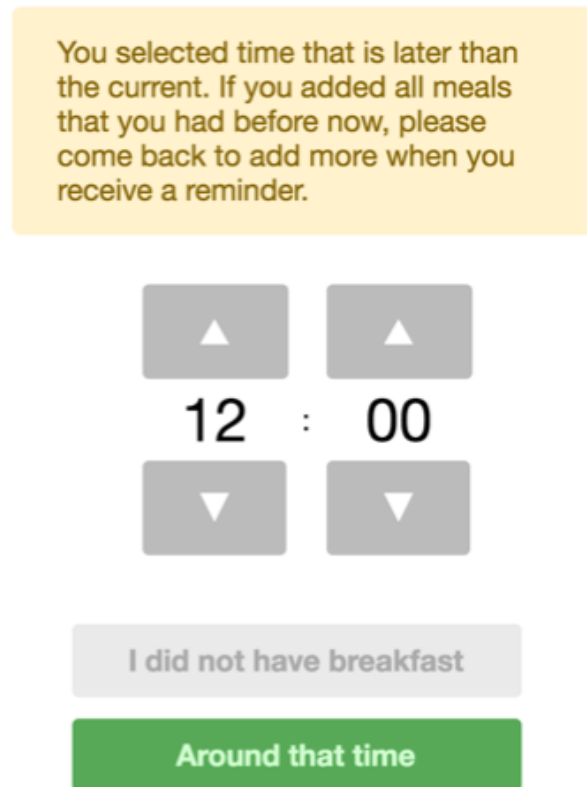 You selected time that is later than
the current. If you added all meals
that you had before now, please
come back to add more when you
receive a reminder.
12 : 00
I did not have breakfast
Around that time